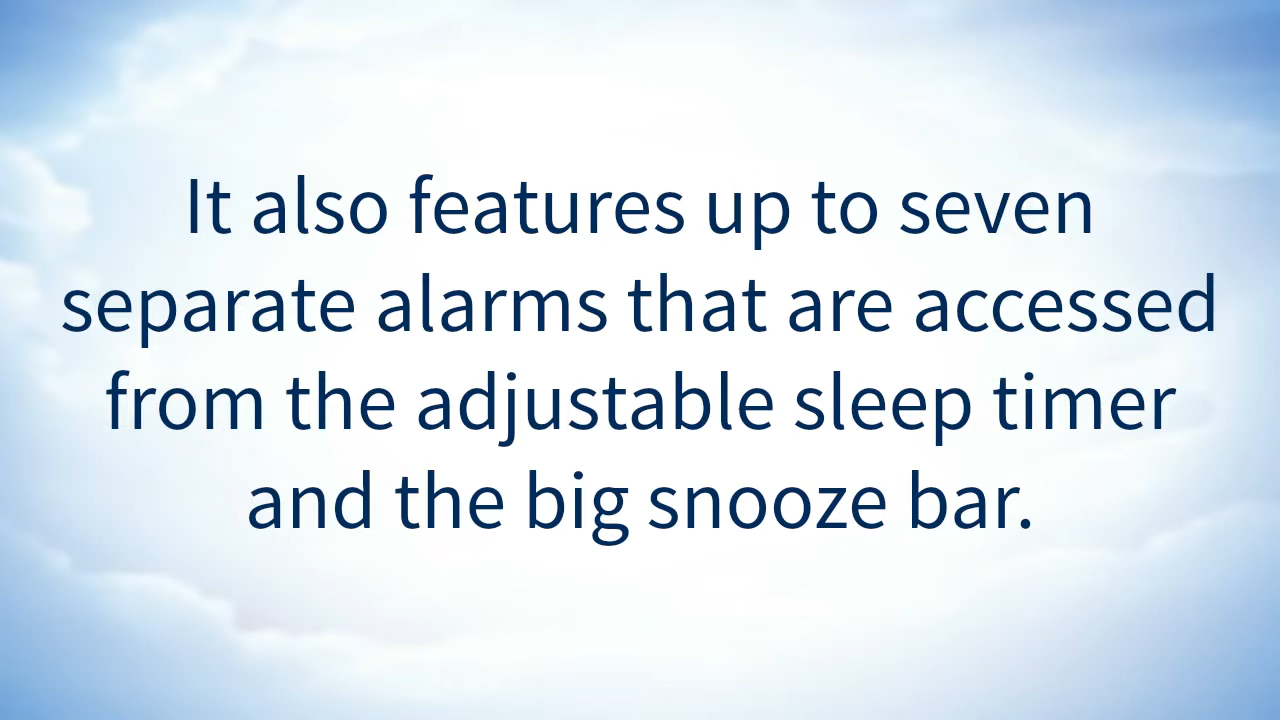 It also features up to seven
separate alarms that are accessed
from the adjustable sleep timer
and the big snooze bar.